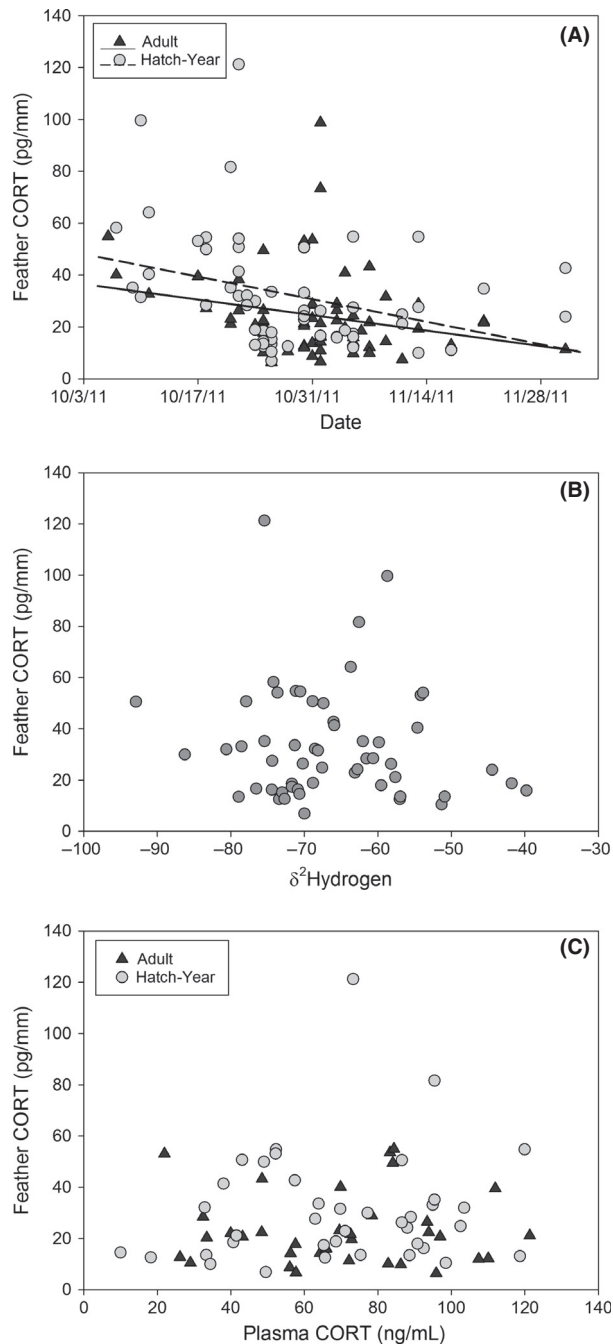 (A)
Adult
Hatch-Year
Feather CORT (pg/mm)
140
120
100
80
60
40
20
0
10/3/11 10/17/11 10/31/11 11/14/11 11/28/11
Date
(B)
Feather CORT (pg/mm)
140
120
100
80
60
40
20
0
–100 –90 –80 –70 –60 –50 –40 –30
δ²Hydrogen
(C)
Adult
Hatch-Year
Feather CORT (pg/mm)
140
120
100
80
60
40
20
0
0 20 40 60 80 100 120 140
Plasma CORT (ng/mL)